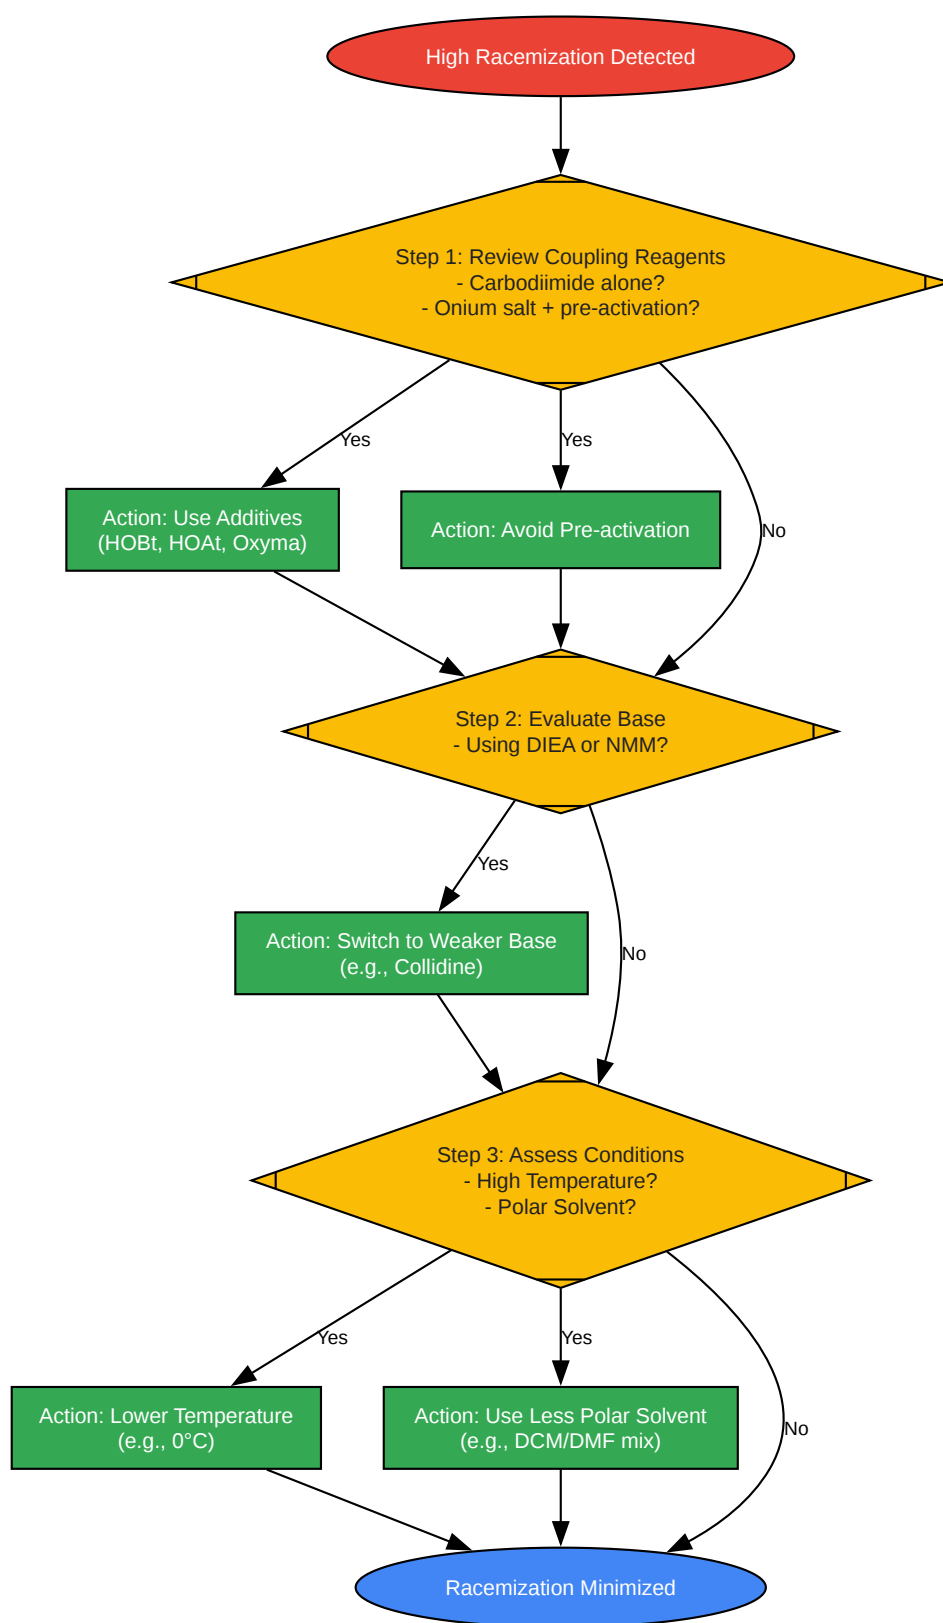 High Racemization Detected
Step 1: Review Coupling Reagents
- Carbodiimide alone?
- Onium salt + pre-activation?
Yes
Yes
No
Action: Use Additives
(HOBt, HOAt, Oxyma)
Action: Avoid Pre-activation
Step 2: Evaluate Base
- Using DIEA or NMM?
Yes
No
Action: Switch to Weaker Base
(e.g., Collidine)
Step 3: Assess Conditions
- High Temperature?
- Polar Solvent?
Yes
Yes
No
Action: Lower Temperature
(e.g., 0°C)
Action: Use Less Polar Solvent
(e.g., DCM/DMF mix)
Racemization Minimized